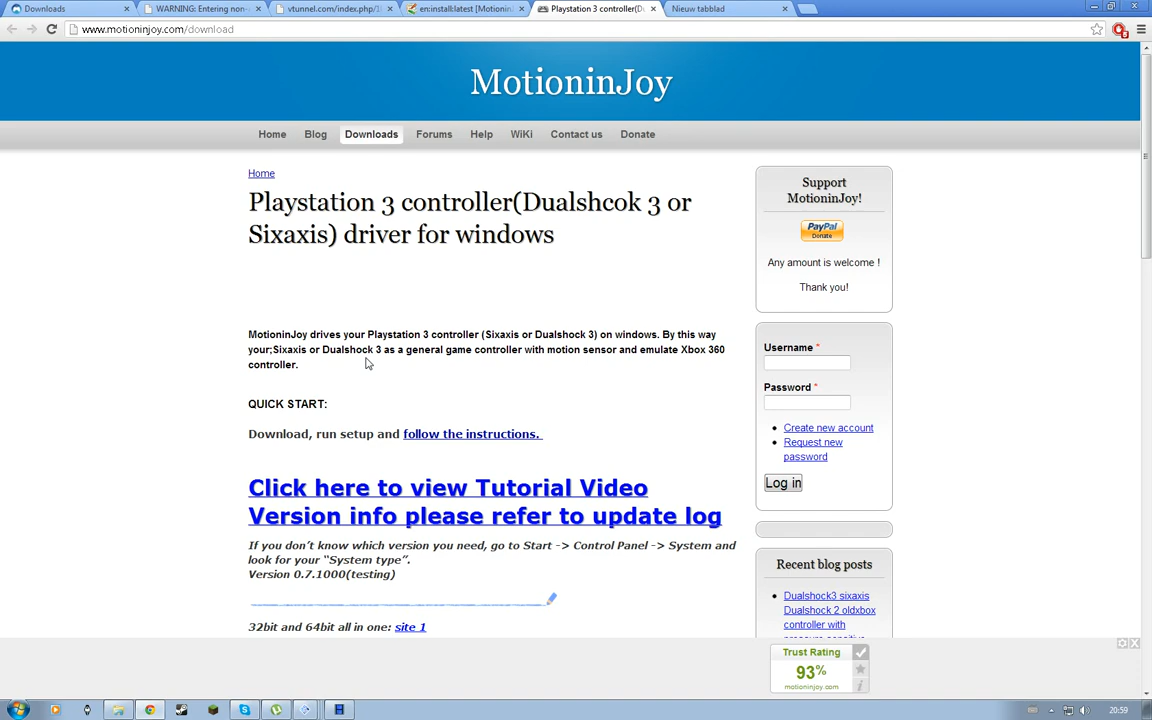 Downloads
WARNING: Entering non-
vtunnel.com/index.php/1
en:install:latest [MotionIn
Playstation 3 controller(Du
Nieuw tabblad
www.motioninjoy.com/download
MotioninJoy
Home Blog Downloads Forums Help WiKi Contact us Donate
Home
Playstation 3 controller(Dualshcok 3 or
Sixaxis) driver for windows
MotioninJoy drives your Playstation 3 controller (Sixaxis or Dualshock 3) on windows. By this way
your;Sixaxis or Dualshock 3 as a general game controller with motion sensor and emulate Xbox 360
controller.
QUICK START:
Download, run setup and follow the instructions.
Click here to view Tutorial Video
Version info please refer to update log
If you don't know which version you need, go to Start -> Control Panel -> System and
look for your "System type".
Version 0.7.1000(testing)
32bit and 64bit all in one: site 1
Support
MotioninJoy!
PayPal
Donate
Any amount is welcome !
Thank you!
Username *
Password *
Create new account
Request new
password
Log in
Recent blog posts
Dualshock3 sixaxis
Dualshock 2 oldxbox
controller with
Trust Rating
93%
motioninjoy.com
20:59